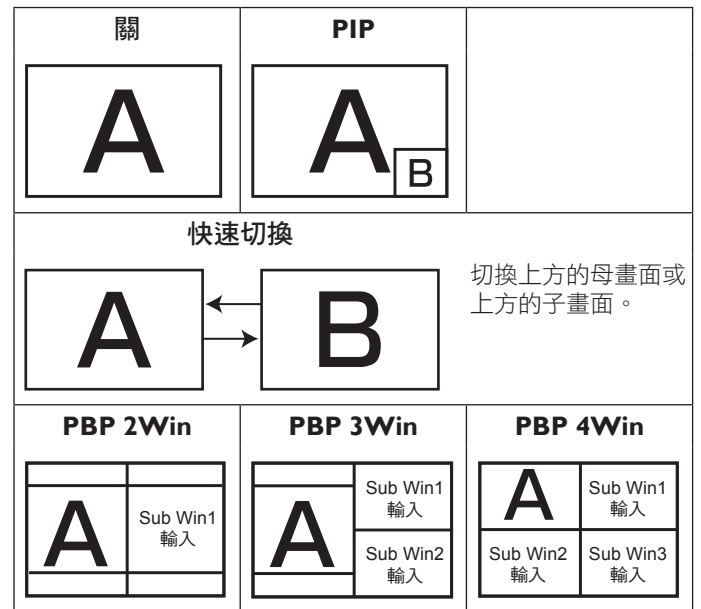 關
PIP
A
A
B
快速切換
A
B
切換上方的母畫面或
上方的子畫面。
PBP 2Win
PBP 3Win
PBP 4Win
A
Sub Win1
輸入
A
Sub Win1
輸入
Sub Win2
輸入
A
Sub Win1
輸入
Sub Win2
輸入
Sub Win3
輸入